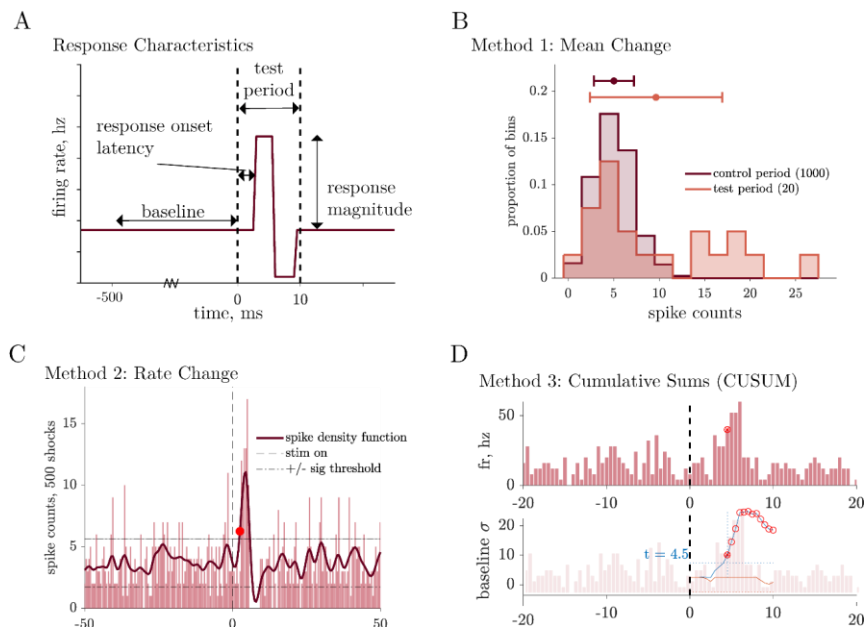 A
Response Characteristics
firing rate, hz
test
period
response onset
latency
baseline
response
magnitude
-500
0
10
time, ms
B
Method 1: Mean Change
proportion of bins
0.2
0.15
0.1
0.05
0
control period (1000)
test period (20)
0
5
10
15
20
25
spike counts
C
Method 2: Rate Change
spike counts, 500 shocks
15
10
5
0
spike density function
stim on
+/- sig threshold
-50
0
50
D
Method 3: Cumulative Sums (CUSUM)
fr, hz
50
0
-20
-10
0
10
20
baseline σ
20
10
0
t = 4.5
-20
-10
0
10
20